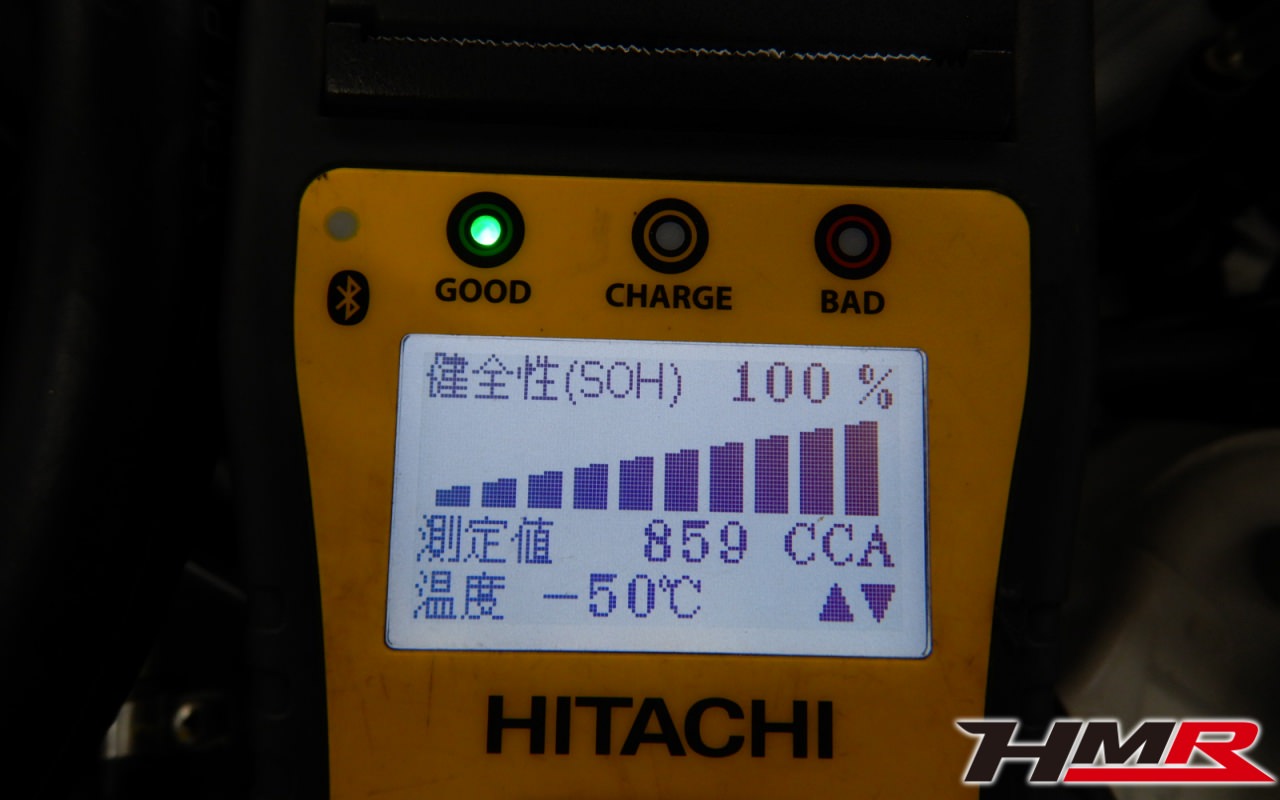 GOOD CHARGE BAD
健全性(SOH) 100 %
測定値 859 CCA
温度 -50℃ ▲▼
HITACHI
HMR